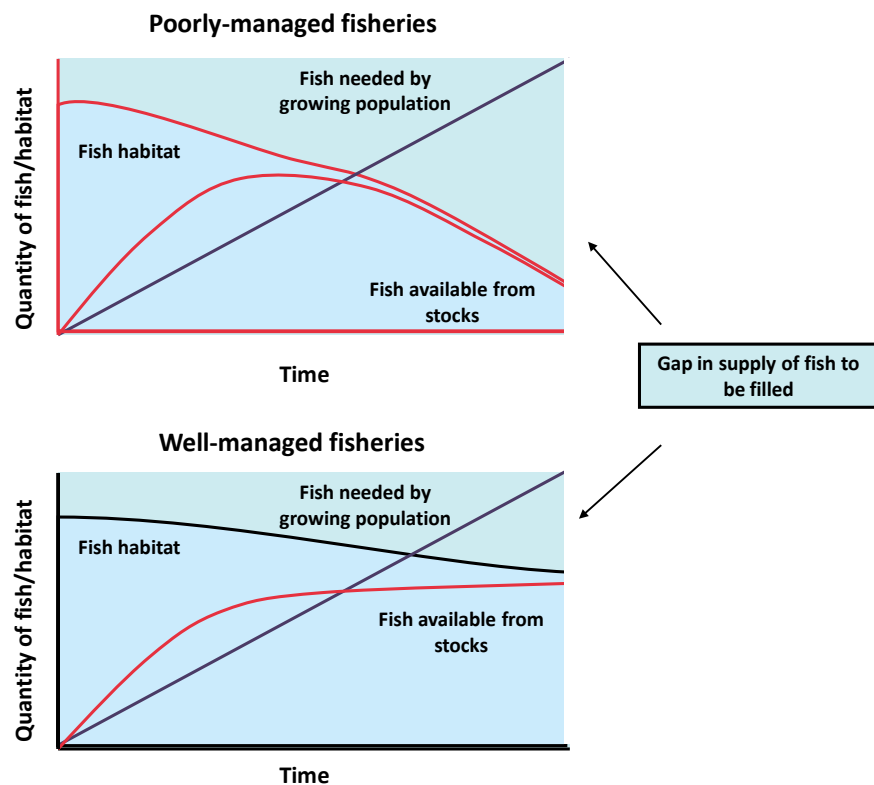 Poorly-managed fisheries
Quantity of fish/habitat
Fish needed by
growing population
Fish habitat
Fish available from
stocks
Time
Gap in supply of fish to
be filled
Well-managed fisheries
Quantity of fish/habitat
Fish needed by
growing population
Fish habitat
Fish available from
stocks
Time